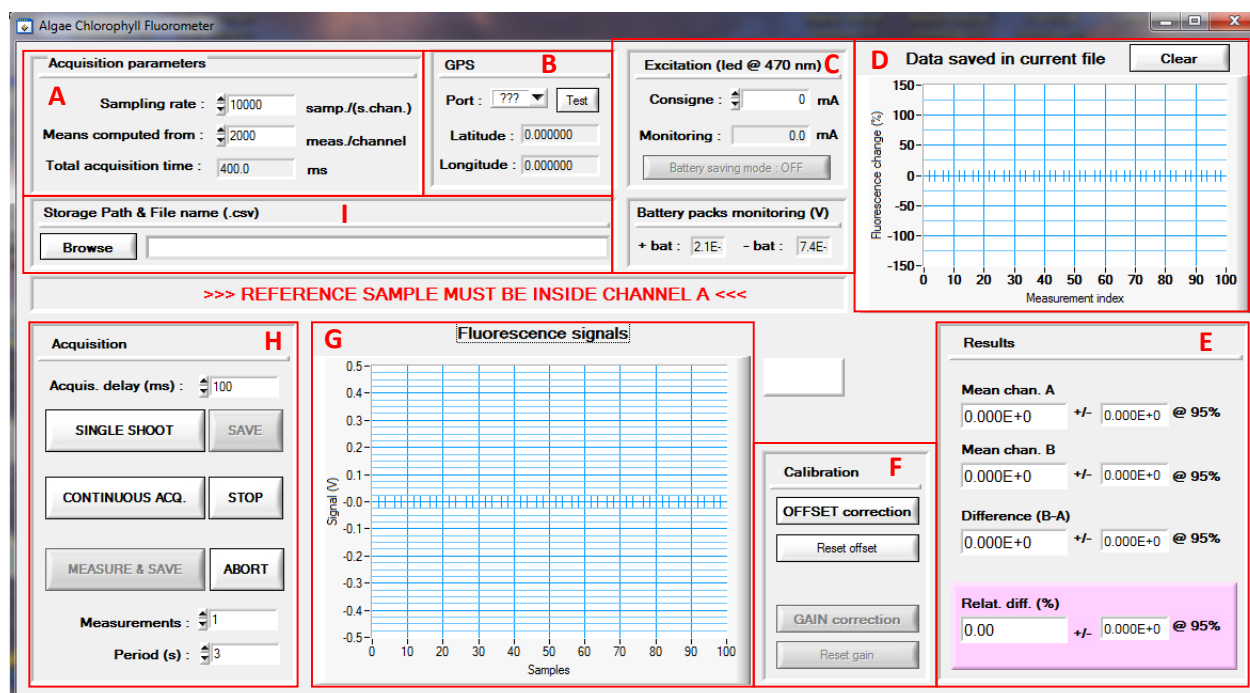 Algae Chlorophyll Fluorometer
Acquisition parameters
A
Sampling rate : 10000 samp./(s.chan.)
Means computed from : 2000 meas./channel
Total acquisition time : 400.0 ms
GPS
B
Port : ??? Test
Latitude : 0.000000
Longitude : 0.000000
Excitation (led @ 470 nm)
C
Consigne : 0 mA
Monitoring : 0.0 mA
Battery saving mode : OFF
Battery packs monitoring (V)
+ bat : 2.1E- - bat : 7.4E-
D
Data saved in current file
Clear
Fluorescence change (%)
150
100
50
0
-50
-100
-150
0 10 20 30 40 50 60 70 80 90 100
Measurement index
Storage Path & File name (.csv)
I
Browse
>>> REFERENCE SAMPLE MUST BE INSIDE CHANNEL A <<<
Acquisition
H
Acquis. delay (ms) : 100
SINGLE SHOOT SAVE
CONTINUOUS ACQ. STOP
MEASURE & SAVE ABORT
Measurements : 1
Period (s) : 3
G
Fluorescence signals
Signal (V)
0.5
0.4
0.3
0.2
0.1
-0.0
-0.1
-0.2
-0.3
-0.4
-0.5
0 10 20 30 40 50 60 70 80 90 100
Samples
Calibration
F
OFFSET correction
Reset offset
GAIN correction
Reset gain
Results
E
Mean chan. A
0.000E+0 +/- 0.000E+0 @ 95%
Mean chan. B
0.000E+0 +/- 0.000E+0 @ 95%
Difference (B-A)
0.000E+0 +/- 0.000E+0 @ 95%
Relat. diff. (%)
0.00 +/- 0.000E+0 @ 95%